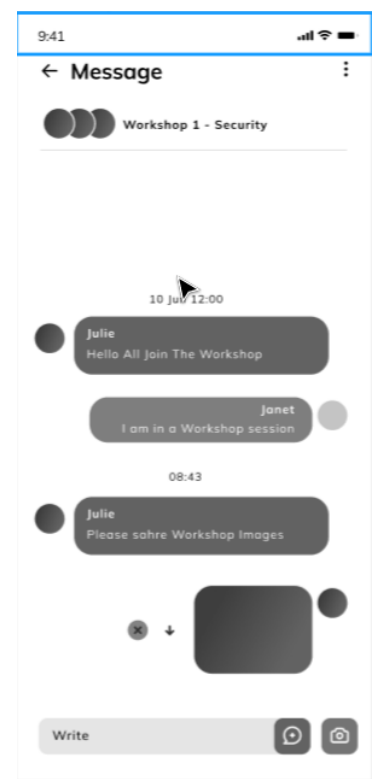 9:41
Message
Workshop 1 - Security
10 Jun 12:00
Julie
Hello All Join The Workshop
Janet
I am in a Workshop session
08:43
Julie
Please sahre Workshop Images
Write